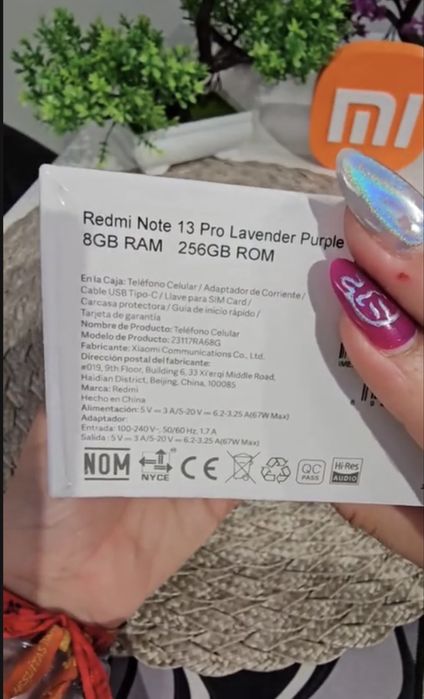 mi
Redmi Note 13 Pro Lavender Purple
8GB RAM 256GB ROM
En la Caja: Teléfono Celular / Adaptador de Corriente /
Cable USB Tipo-C / Llave para SIM Card /
Carcasa protectora / Guía de inicio rápido /
Tarjeta de garantía
Nombre de Producto: Teléfono Celular
Modelo de Producto: 23117RA68G
Fabricante: Xiaomi Communications Co., Ltd.
Dirección postal del fabricante:
#019, 9th Floor, Building 6, 33 Xi'erqi Middle Road,
Haidian District, Beijing, China, 100085
Marca: Redmi
Hecho en China
Alimentación: 5 V⎓3 A/5-20 V⎓6.2-3.25 A(67W Max)
Adaptador:
Entrada: 100-240 V~, 50/60 Hz, 1.7 A
Salida: 5 V⎓3 A/5-20 V⎓6.2-3.25 A(67W Max)
NOM NYCE CE QC PASS Hi-Res AUDIO